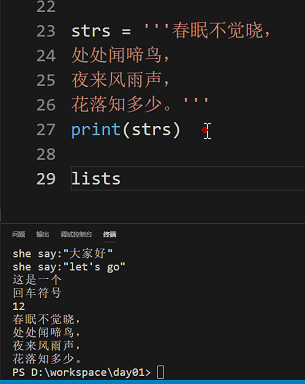 22
23 strs = '''春眠不觉晓，
24 处处闻啼鸟，
25 夜来风雨声，
26 花落知多少。'''
27 print(strs)
28
29 lists
问题 输出 调试控制台 终端
she say:"大家好"
she say:"let's go"
这是一个
回车符号
12
春眠不觉晓，
处处闻啼鸟，
夜来风雨声，
花落知多少。
PS D:\workspace\day01>